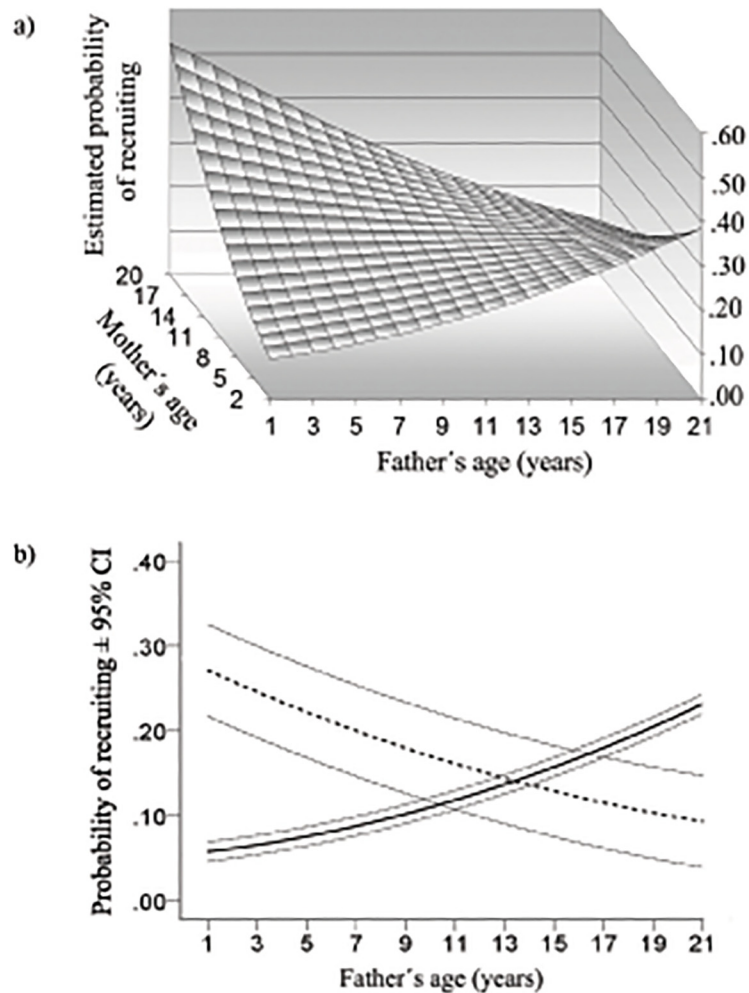 a)
Estimated probability
of recruiting
.60
.50
.40
.30
.20
.10
.00
20
17
14
11
8
5
2
Mother´s age
(years)
1 3 5 7 9 11 13 15 17 19 21
Father´s age (years)
b)
Probability of recruiting ± 95% CI
.40
.30
.20
.10
.00
1 3 5 7 9 11 13 15 17 19 21
Father´s age (years)